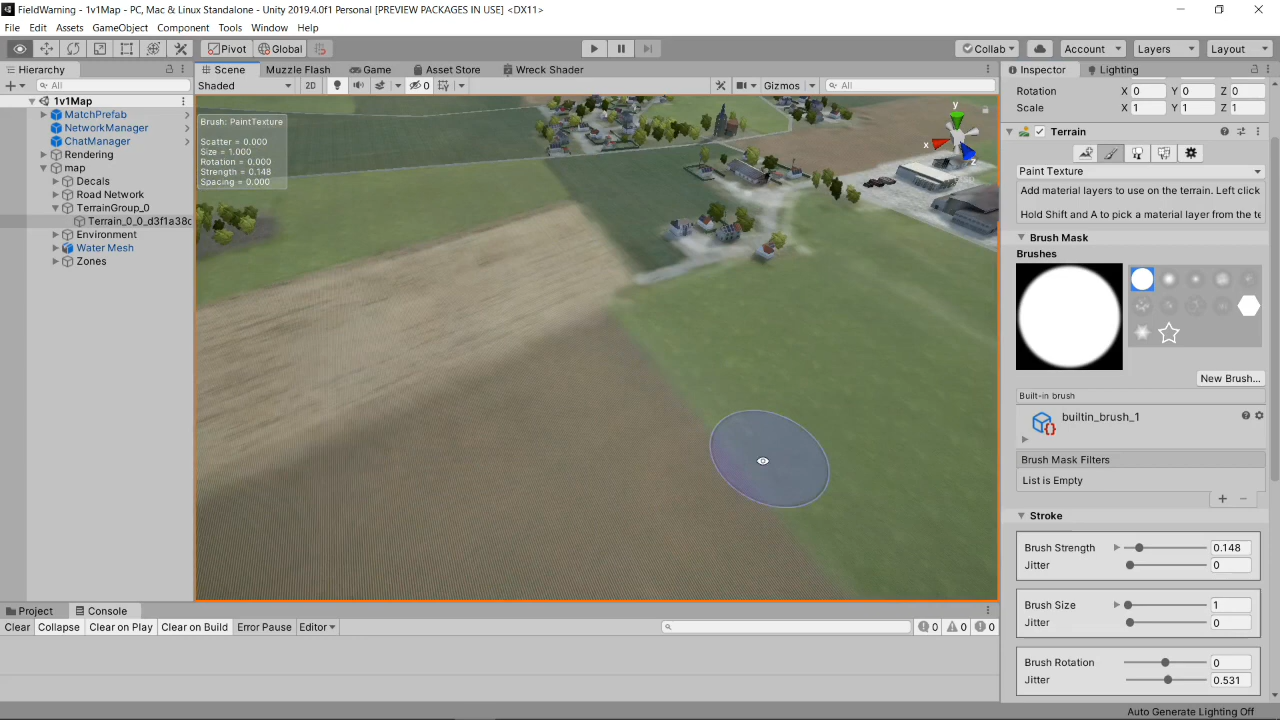 FieldWarning - 1v1Map - PC, Mac & Linux Standalone - Unity 2019.4.0f1 Personal [PREVIEW PACKAGES IN USE] <DX11>
File Edit Assets GameObject Component Tools Window Help
Pivot Global Collab Account Layers Layout
Hierarchy Scene Muzzle Flash Game Asset Store Wreck Shader Inspector Lighting
All Shaded 2D 0 Gizmos All
Rotation X 0 Y 0 Z 0
1v1Map
Scale X 1 Y 1 Z 1
MatchPrefab
NetworkManager
ChatManager
Rendering
map
Decals
Road Network
TerrainGroup_0
Terrain_0_0_d3f1a38c
Environment
Water Mesh
Zones
Brush: PaintTexture
Scatter = 0.000
Size = 1.000
Rotation = 0.000
Strength = 0.148
Spacing = 0.000
y
x
z
Persp
Terrain
Paint Texture
Add material layers to use on the terrain. Left click
Hold Shift and A to pick a material layer from the te
Brush Mask
Brushes
New Brush...
Built-in brush
builtin_brush_1
Brush Mask Filters
List is Empty
Stroke
Brush Strength 0.148
Jitter 0
Brush Size 1
Jitter 0
Brush Rotation 0
Jitter 0.531
Project Console
Clear Collapse Clear on Play Clear on Build Error Pause Editor 0 0 0
Auto Generate Lighting Off